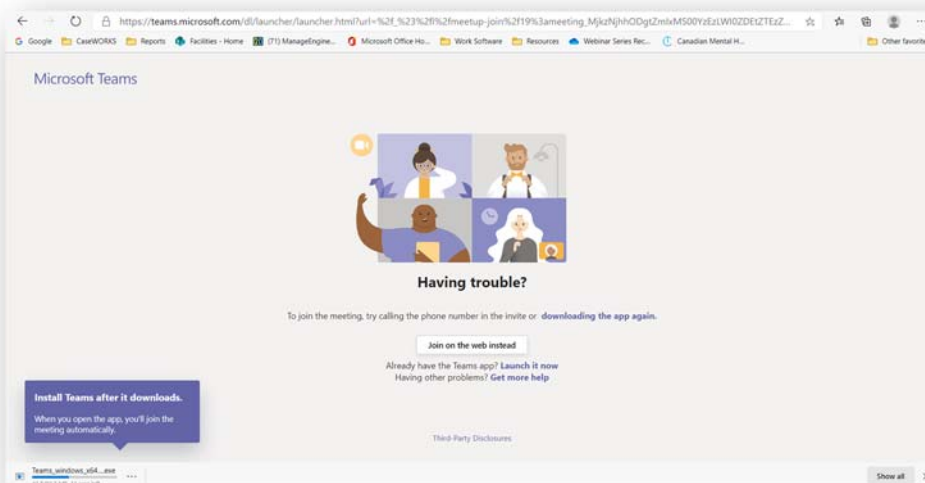 https://teams.microsoft.com/dl/launcher/launcher.html?url=%2f_%23%2fl%2fmeetup-join%2f19%3ameeting_MjkzNjhhODgtZmIxMS00YzEzLWI0ZDEtZTEzZ...
Google CaseWORKS Reports Facilities - Home (71) ManageEngine... Microsoft Office Ho... Work Software Resources Webinar Series Rec... Canadian Mental H... Other favorite
Microsoft Teams
Having trouble?
To join the meeting, try calling the phone number in the invite or downloading the app again.
Join on the web instead
Already have the Teams app? Launch it now
Having other problems? Get more help
Install Teams after it downloads.
When you open the app, you'll join the
meeting automatically.
Third-Party Disclosures
Teams_windows_x64....exe
Show all